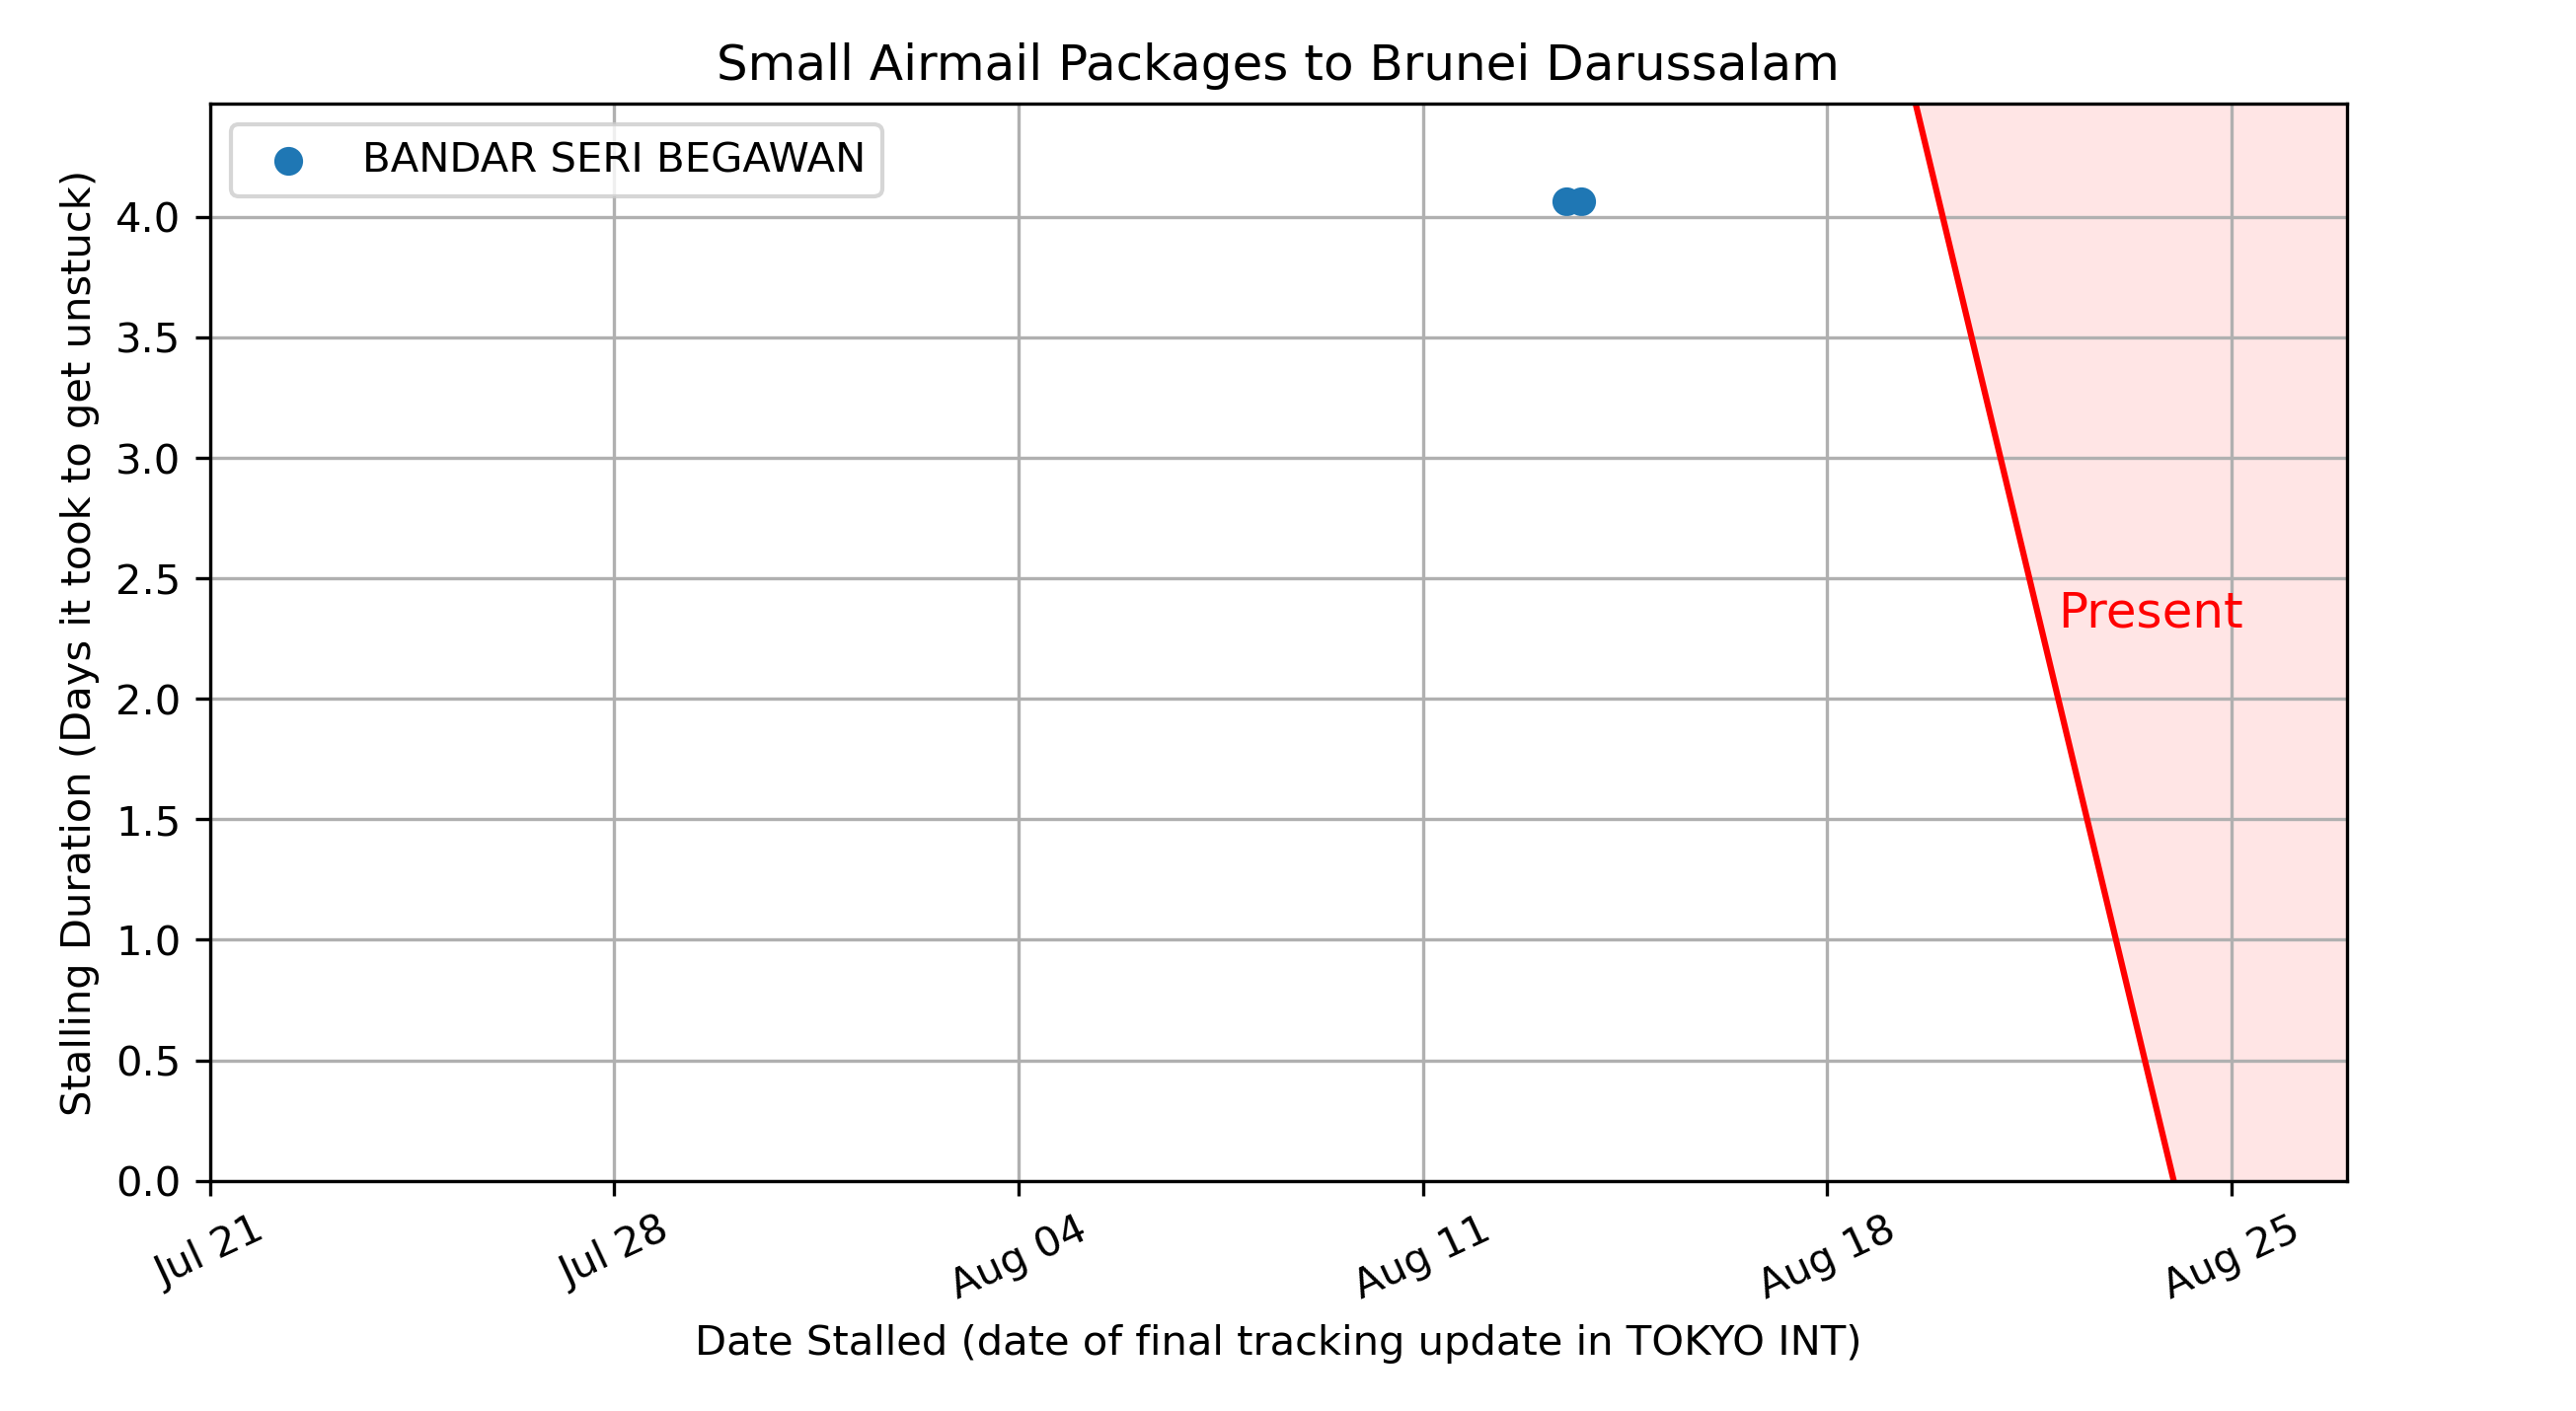 Small Airmail Packages to Brunei Darussalam
BANDAR SERI BEGAWAN
Stalling Duration (Days it took to get unstuck)
4.0
3.5
3.0
2.5
2.0
1.5
1.0
0.5
0.0
Present
Jul 21
Jul 28
Aug 04
Aug 11
Aug 18
Aug 25
Date Stalled (date of final tracking update in TOKYO INT)